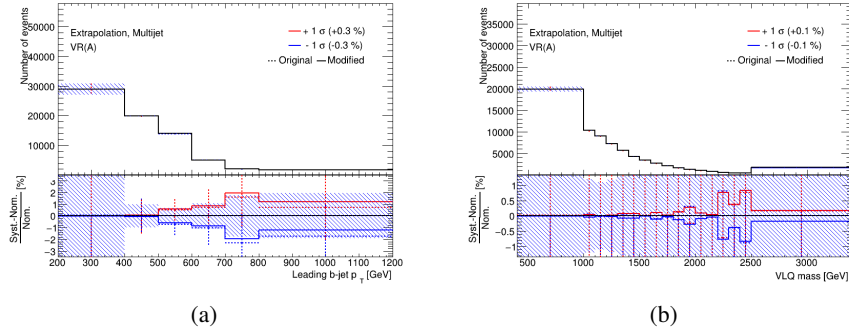 Number of events
50000
40000
30000
20000
10000
Extrapolation, Multijet
VR(A)
+ 1 σ (+0.3 %)
- 1 σ (-0.3 %)
Original
Modified
Syst.-Nom. [%]
Nom.
3
2
1
0
−1
−2
−3
200 300 400 500 600 700 800 900 1000 1100 1200
Leading b-jet p T [GeV]
(a)
Number of events
35000
30000
25000
20000
15000
10000
5000
Extrapolation, Multijet
VR(A)
+ 1 σ (+0.1 %)
- 1 σ (-0.1 %)
Original
Modified
Syst.-Nom. [%]
Nom.
1
0.5
0
−0.5
−1
500 1000 1500 2000 2500 3000
VLQ mass [GeV]
(b)